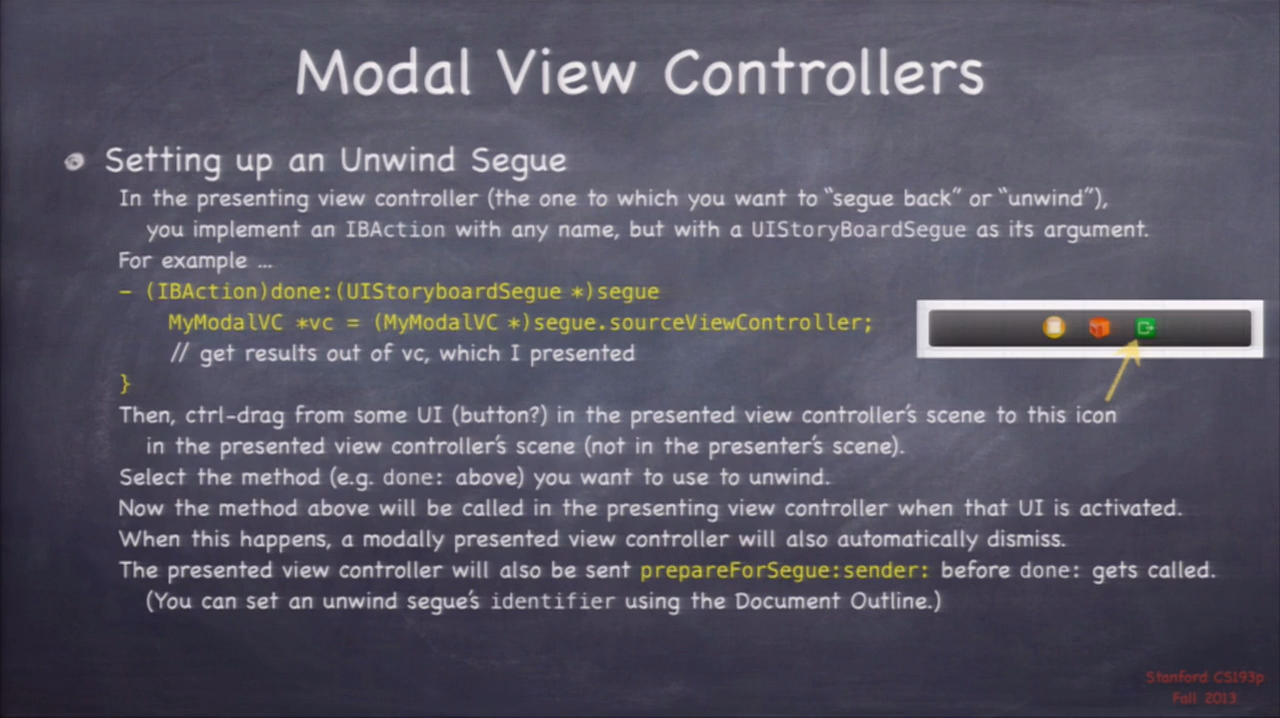 Modal View Controllers
Setting up an Unwind Segue
In the presenting view controller (the one to which you want to “segue back” or “unwind”),
you implement an IBAction with any name, but with a UIStoryBoardSegue as its argument.
For example ...
- (IBAction)done:(UIStoryboardSegue *)segue
MyModalVC *vc = (MyModalVC *)segue.sourceViewController;
// get results out of vc, which I presented
}
Then, ctrl-drag from some UI (button?) in the presented view controller’s scene to this icon
in the presented view controller’s scene (not in the presenter’s scene).
Select the method (e.g. done: above) you want to use to unwind.
Now the method above will be called in the presenting view controller when that UI is activated.
When this happens, a modally presented view controller will also automatically dismiss.
The presented view controller will also be sent prepareForSegue:sender: before done: gets called.
(You can set an unwind segue’s identifier using the Document Outline.)
Stanford CS193p
Fall 2013